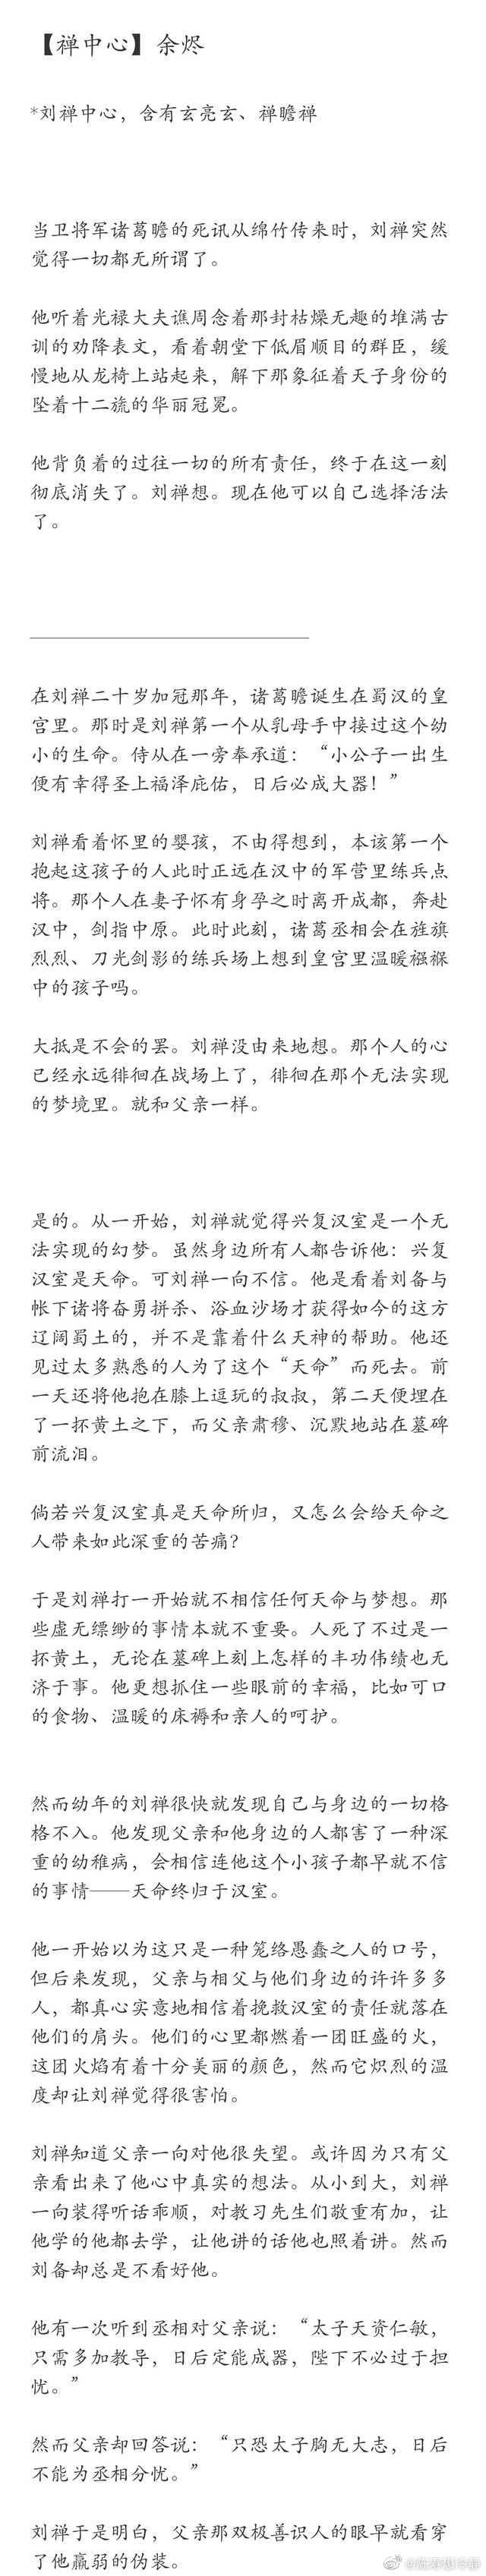 【禅中心】余烬
*刘禅中心，含有玄亮玄、禅瞻禅
当卫将军诸葛瞻的死讯从绵竹传来时，刘禅突然
觉得一切都无所谓了。
他听着光禄大夫谯周念着那封枯燥无趣的堆满古
训的劝降表文，看着朝堂下低眉顺目的群臣，缓
慢地从龙椅上站起来，解下那象征着天子身份的
坠着十二旒的华丽冠冕。
他背负着的过往一切的所有责任，终于在这一刻
彻底消失了。刘禅想。现在他可以自己选择活法
了。
在刘禅二十岁加冠那年，诸葛瞻诞生在蜀汉的皇
宫里。那时是刘禅第一个从乳母手中接过这个幼
小的生命。侍从在一旁奉承道：“小公子一出生
便有幸得圣上福泽庇佑，日后必成大器！”
刘禅看着怀里的婴孩，不由得想到，本该第一个
抱起这孩子的人此时正远在汉中的军营里练兵点
将。那个人在妻子怀有身孕之时离开成都，奔赴
汉中，剑指中原。此时此刻，诸葛丞相会在旌旗
烈烈、刀光剑影的练兵场上想到皇宫里温暖襁褓
中的孩子吗。
大抵是不会的罢。刘禅没由来地想。那个人的心
已经永远徘徊在战场上了，徘徊在那个无法实现
的梦境里。就和父亲一样。
是的。从一开始，刘禅就觉得兴复汉室是一个无
法实现的幻梦。虽然身边所有人都告诉他：兴复
汉室是天命。可刘禅一向不信。他是看着刘备与
帐下诸将奋勇拼杀、浴血沙场才获得如今的这方
辽阔蜀土的，并不是靠着什么天神的帮助。他还
见过太多熟悉的人为了这个“天命”而死去。前
一天还将他抱在膝上逗玩的叔叔，第二天便埋在
了一抔黄土之下，而父亲肃穆、沉默地站在墓碑
前流泪。
倘若兴复汉室真是天命所归，又怎么会给天命之
人带来如此深重的苦痛？
于是刘禅打一开始就不相信任何天命与梦想。那
些虚无缥缈的事情本就不重要。人死了不过是一
抔黄土，无论在墓碑上刻上怎样的丰功伟绩也无
济于事。他更想抓住一些眼前的幸福，比如可口
的食物、温暖的床褥和亲人的呵护。
然而幼年的刘禅很快就发现自己与身边的一切格
格不入。他发现父亲和他身边的人都害了一种深
重的幼稚病，会相信连他这个小孩子都早就不信
的事情——天命终归于汉室。
他一开始以为这只是一种笼络愚蠢之人的口号，
但后来发现，父亲与相父与他们身边的许许多多
人，都真心实意地相信着挽救汉室的责任就落在
他们的肩头。他们的心里都燃着一团旺盛的火，
这团火焰有着十分美丽的颜色，然而它炽烈的温
度却让刘禅觉得很害怕。
刘禅知道父亲一向对他很失望。或许因为只有父
亲看出来了他心中真实的想法。从小到大，刘禅
一向装得听话乖顺，对教习先生们敬重有加，让
他学的他都去学，让他讲的话他也照着讲。然而
刘备却总是不看好他。
他有一次听到丞相对父亲说：“太子天资仁敏，
只需多加教导，日后定能成器，陛下不必过于担
忧。”
然而父亲却回答说：“只恐太子胸无大志，日后
不能为丞相分忧。”
刘禅于是明白，父亲那双极善识人的眼早就看穿
了他羸弱的伪装。